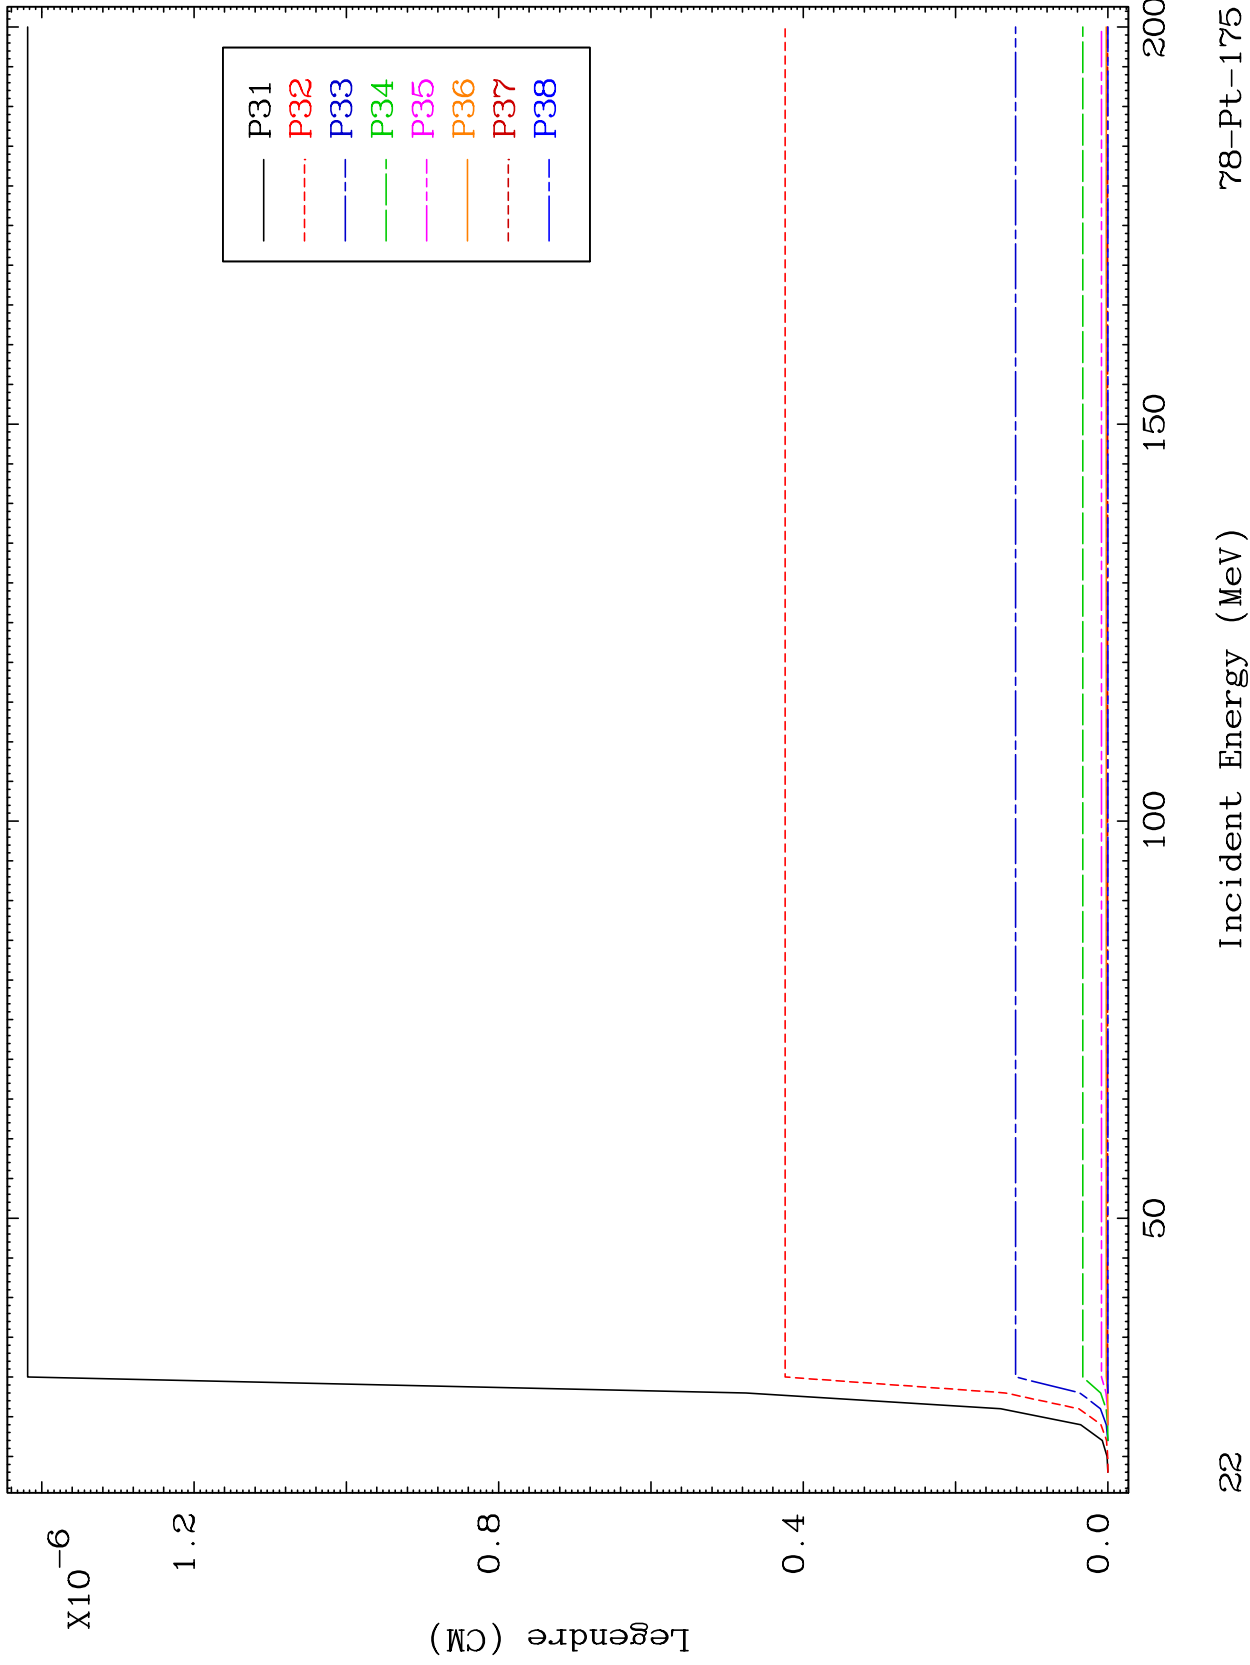 X10-6
1.2
0.8
0.4
0.0
Legendre (CM)
P31
P32
P33
P34
P35
P36
P37
P38
50
100
150
200
22
Incident Energy (MeV)
78-Pt-175